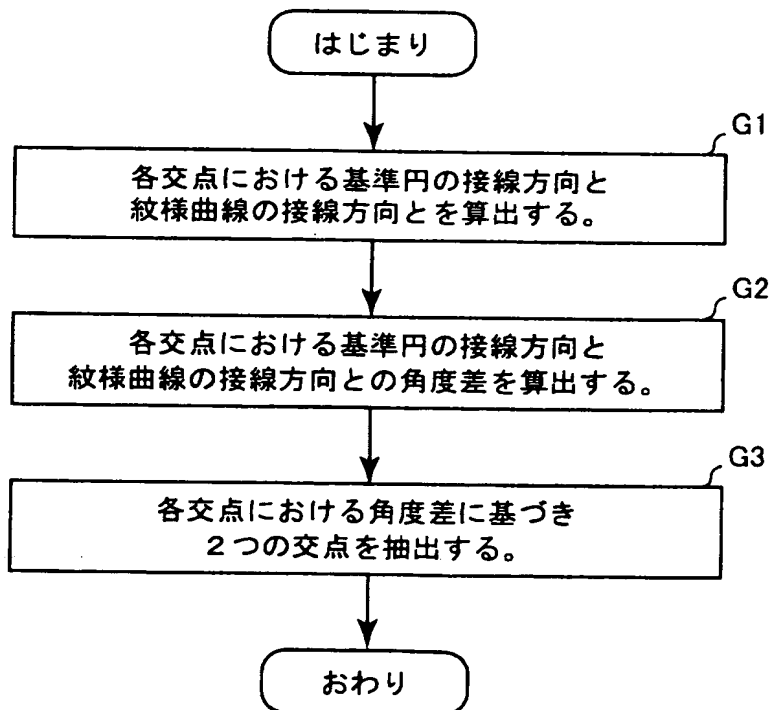 はじまり
G1
各交点における基準円の接線方向と
紋様曲線の接線方向とを算出する。
G2
各交点における基準円の接線方向と
紋様曲線の接線方向との角度差を算出する。
G3
各交点における角度差に基づき
２つの交点を抽出する。
おわり